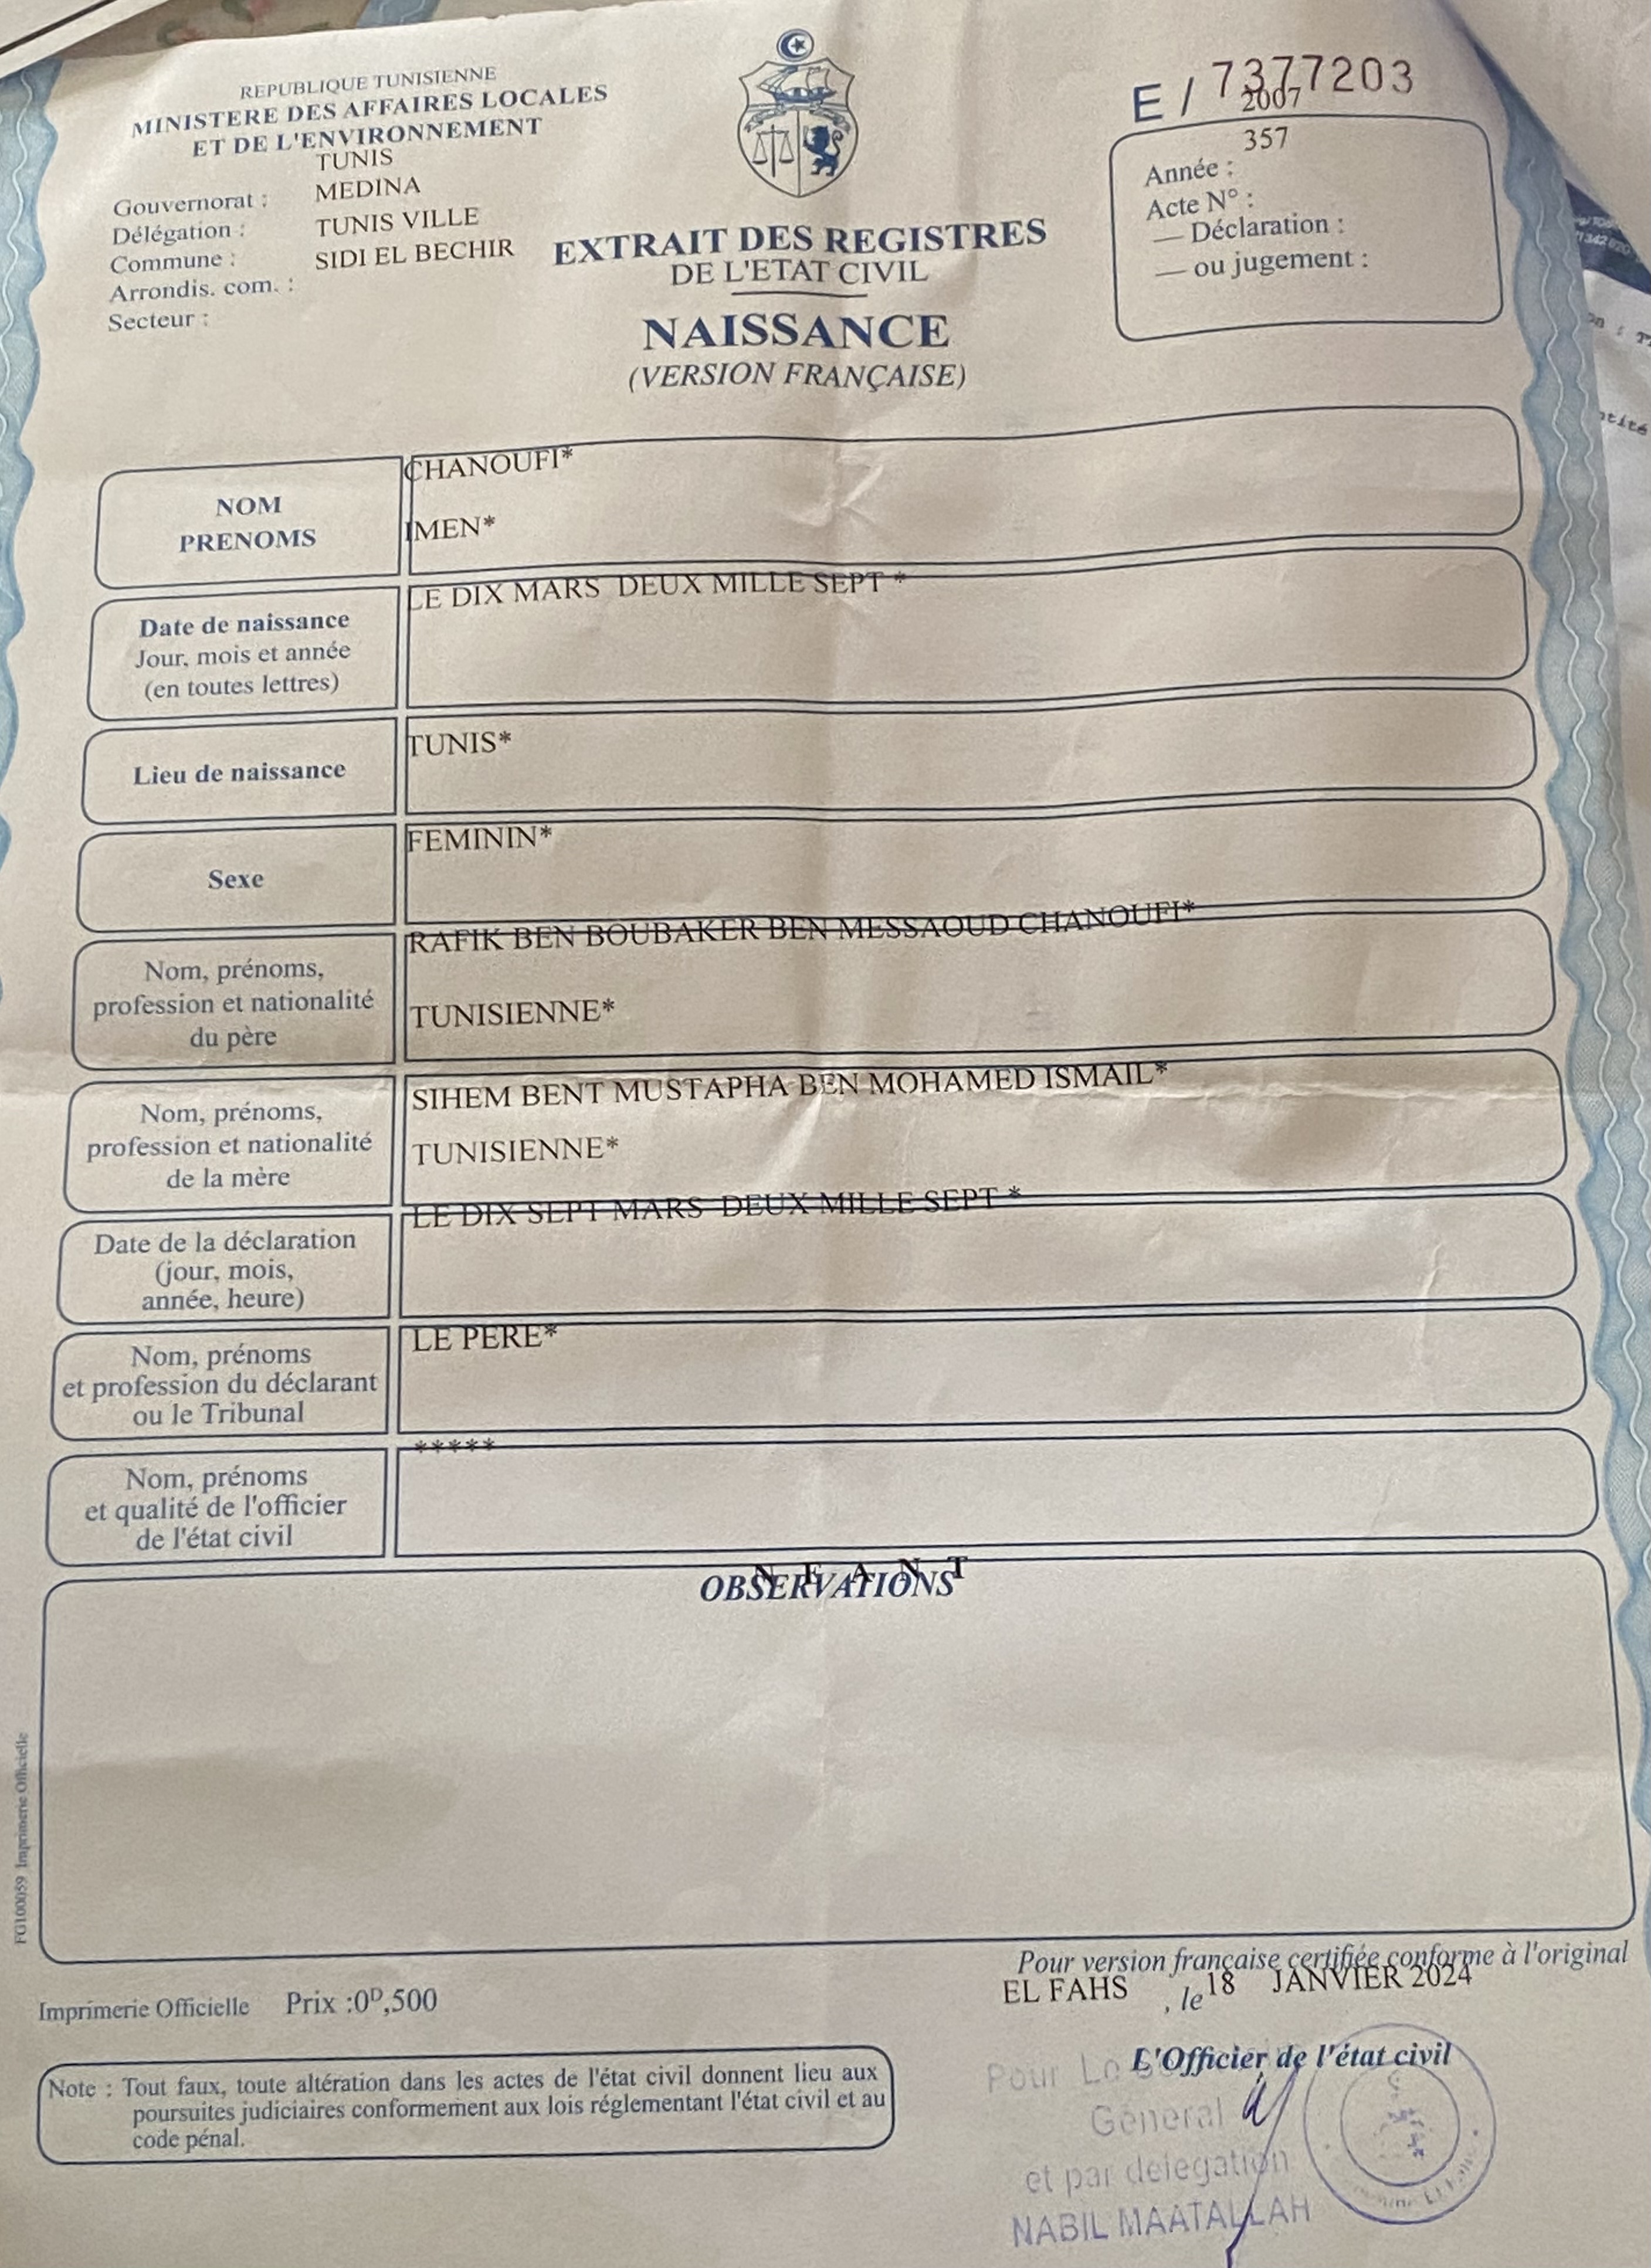 REPUBLIQUE TUNISIENNE
MINISTERE DES AFFAIRES LOCALES
ET DE L'ENVIRONNEMENT
TUNIS
Gouvernorat : MEDINA
Délégation : TUNIS VILLE
Commune : SIDI EL BECHIR
Arrondis. com. :
Secteur :
EXTRAIT DES REGISTRES
DE L'ETAT CIVIL
NAISSANCE
(VERSION FRANÇAISE)
E / 7377203
2007
357
Année :
Acte N° :
— Déclaration :
— ou jugement :
NOM
PRENOMS
CHANOUFI*
IMEN*
Date de naissance
Jour, mois et année
(en toutes lettres)
LE DIX MARS DEUX MILLE SEPT *
Lieu de naissance
TUNIS*
Sexe
FEMININ*
Nom, prénoms,
profession et nationalité
du père
RAFIK BEN BOUBAKER BEN MESSAOUD CHANOUFI*
TUNISIENNE*
Nom, prénoms,
profession et nationalité
de la mère
SIHEM BENT MUSTAPHA BEN MOHAMED ISMAIL*
TUNISIENNE*
Date de la déclaration
(jour, mois,
année, heure)
LE DIX SEPT MARS DEUX MILLE SEPT *
Nom, prénoms
et profession du déclarant
ou le Tribunal
LE PERE*
Nom, prénoms
et qualité de l'officier
de l'état civil
*****
N E A N T
OBSERVATIONS
FG100059 Imprimerie Officielle
Pour version française certifiée conforme à l'original
EL FAHS , le 18 JANVIER 2024
Imprimerie Officielle Prix :0ᴰ,500
L'Officier de l'état civil
Note : Tout faux, toute altération dans les actes de l'état civil donnent lieu aux
poursuites judiciaires conformement aux lois réglementant l'état civil et au
code pénal.
Pour Le
General
et par delegation
NABIL MAATALLAH